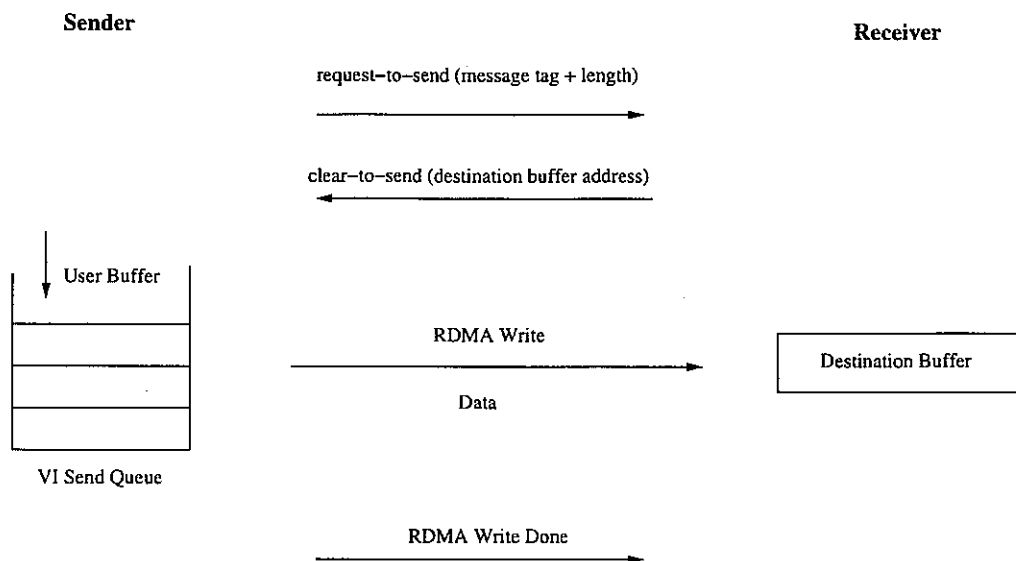 Sender
Receiver
request−to−send (message tag + length)
clear−to−send (destination buffer address)
User Buffer
RDMA Write
Destination Buffer
Data
VI Send Queue
RDMA Write Done